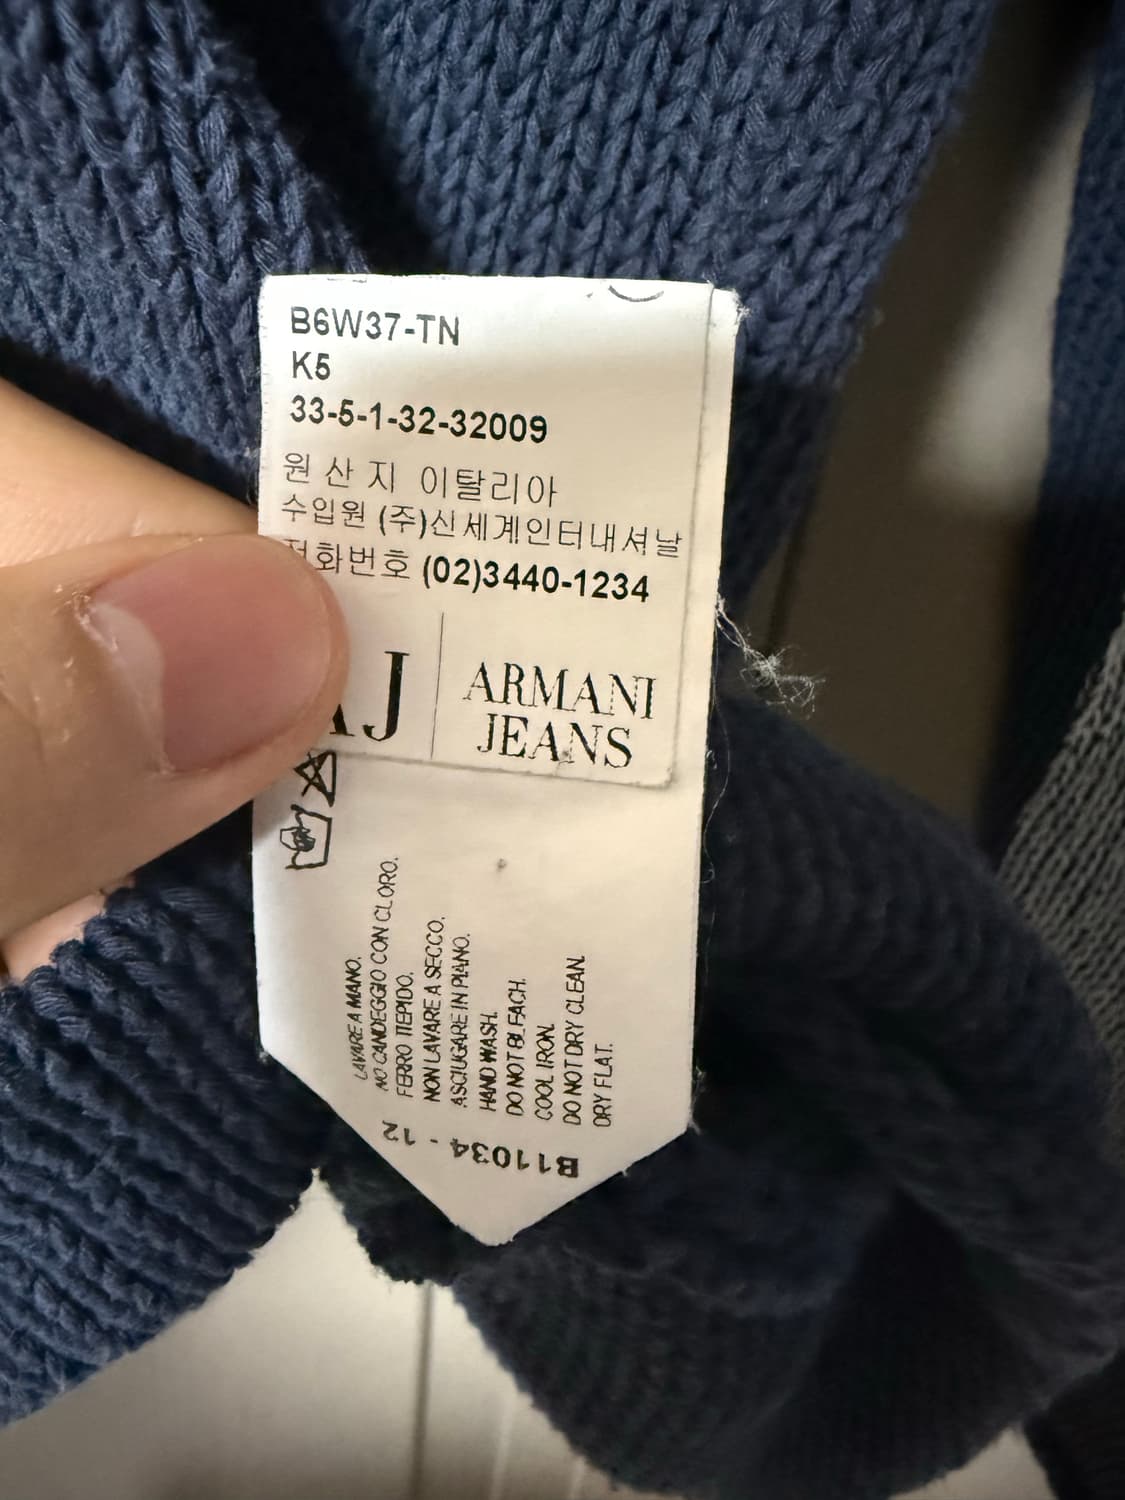 B6W37-TN
K5
33-5-1-32-32009
원 산 지 이탈리아
수입원 (주)신세계인터내셔날
전화번호 (02)3440-1234
AJ
ARMANI
JEANS
LAVARE A MANO.
NO CANDEGGIO CON CLORO.
FERRO TIEPIDO.
NON LAVARE A SECCO.
ASCIUGARE IN PIANO.
HAND WASH.
DO NOT BLEACH.
COOL IRON.
DO NOT DRY CLEAN.
DRY FLAT.
B11034 - 12